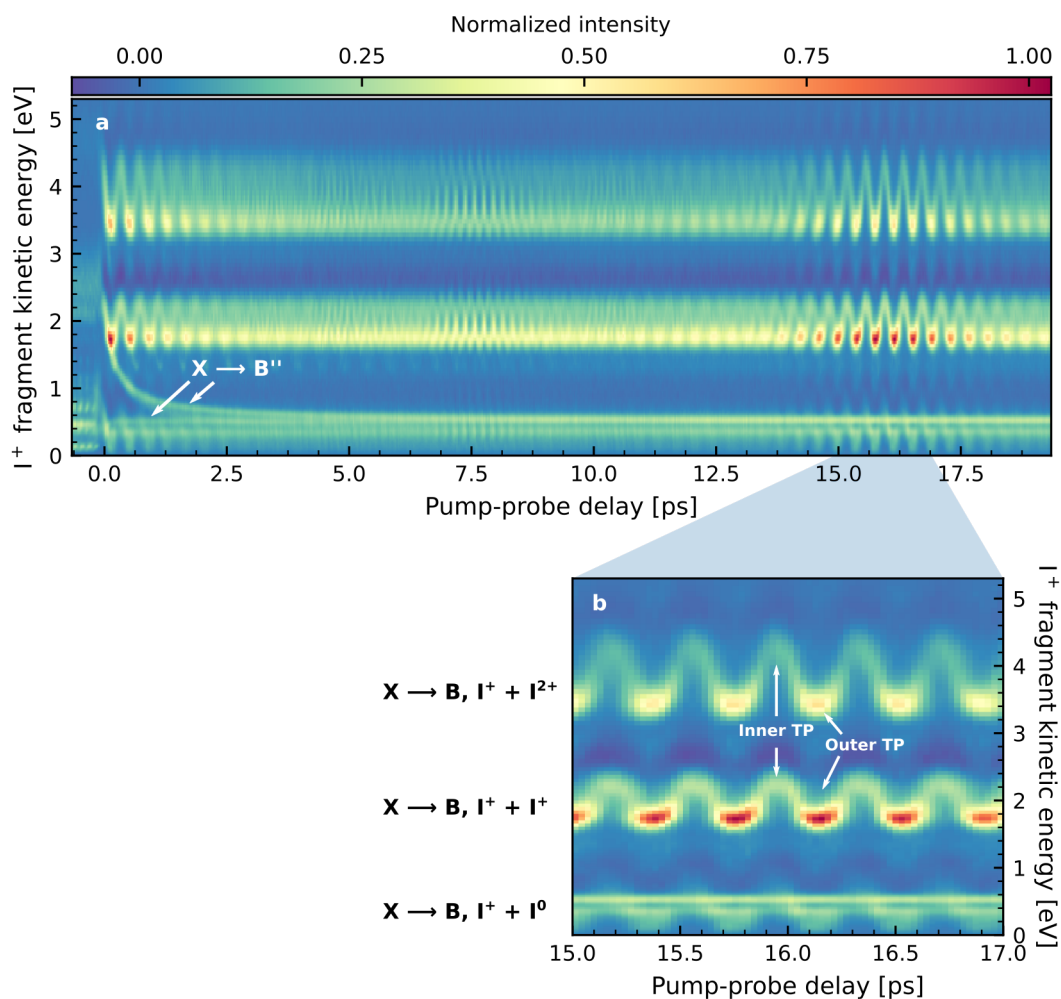 Normalized intensity
0.00 0.25 0.50 0.75 1.00
a
I⁺ fragment kinetic energy [eV]
5
4
3
2
1
0
X ⟶ B''
0.0 2.5 5.0 7.5 10.0 12.5 15.0 17.5
Pump-probe delay [ps]
b
X ⟶ B, I⁺ + I²⁺
X ⟶ B, I⁺ + I⁺
X ⟶ B, I⁺ + I⁰
Inner TP
Outer TP
5
4
3
2
1
0
I⁺ fragment kinetic energy [eV]
15.0 15.5 16.0 16.5 17.0
Pump-probe delay [ps]